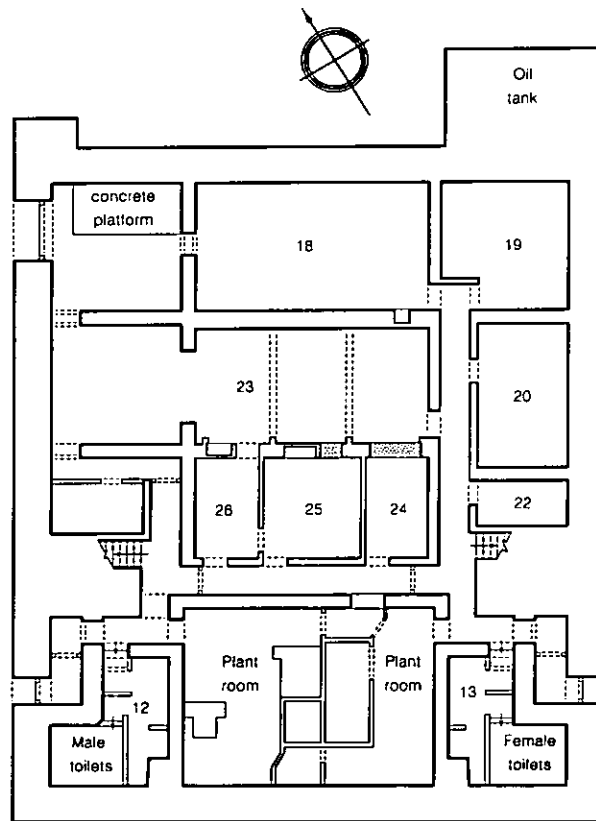 Oil
tank
concrete
platform
18
19
23
20
26
25
24
22
12
Plant
room
Plant
room
13
Male
toilets
Female
toilets